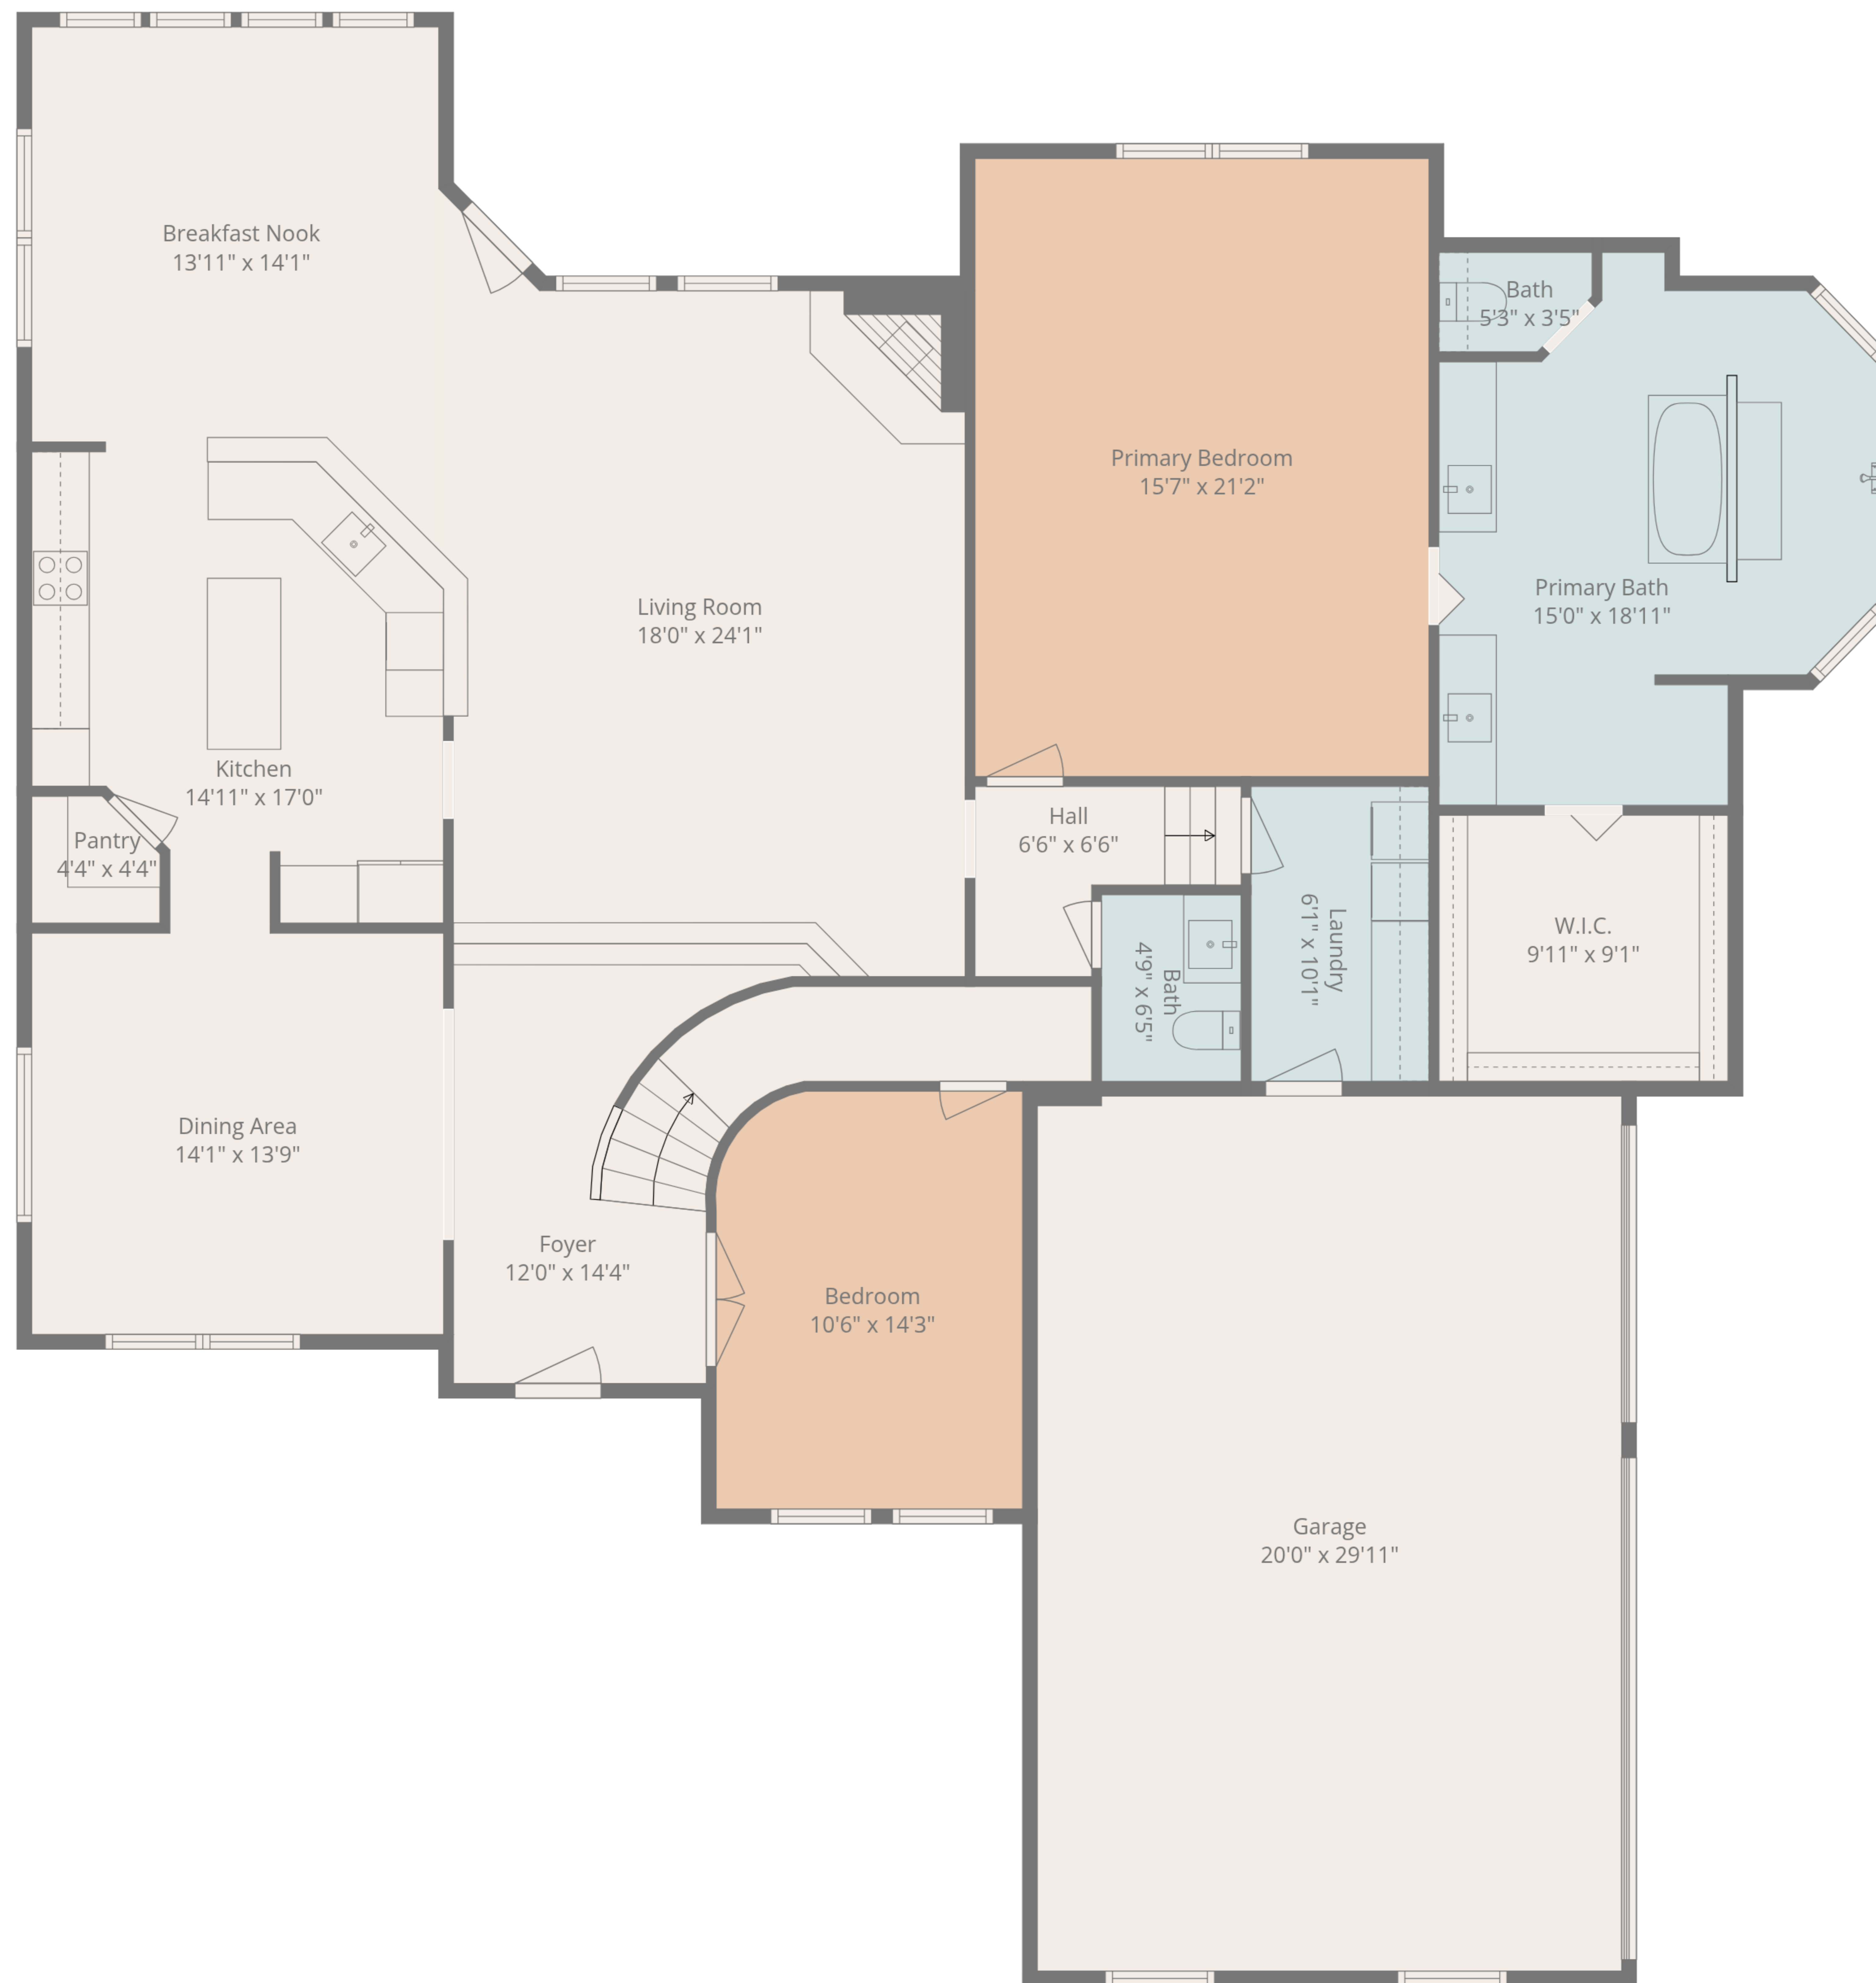 Breakfast Nook
13'11" x 14'1"
Bath
5'3" x 3'5"
Primary Bedroom
15'7" x 21'2"
Primary Bath
15'0" x 18'11"
Living Room
18'0" x 24'1"
Kitchen
14'11" x 17'0"
Hall
6'6" x 6'6"
Pantry
4'4" x 4'4"
W.I.C.
9'11" x 9'1"
Laundry
6'1" x 10'1"
Bath
4'9" x 6'5"
Dining Area
14'1" x 13'9"
Foyer
12'0" x 14'4"
Bedroom
10'6" x 14'3"
Garage
20'0" x 29'11"